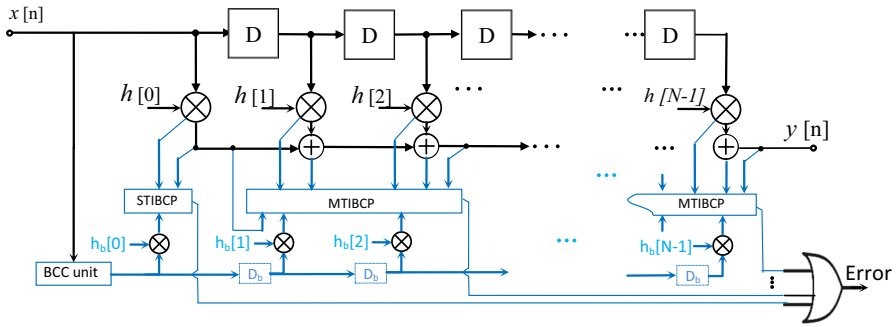 x [n]
D D D ... ... D
h [0] h [1] h [2] ... ... h [N-1]
y [n]
... ...
STIBCP MTIBCP ... MTIBCP
h_b[0] h_b[1] h_b[2] ... h_b[N-1]
BCC unit D_b D_b D_b
... Error